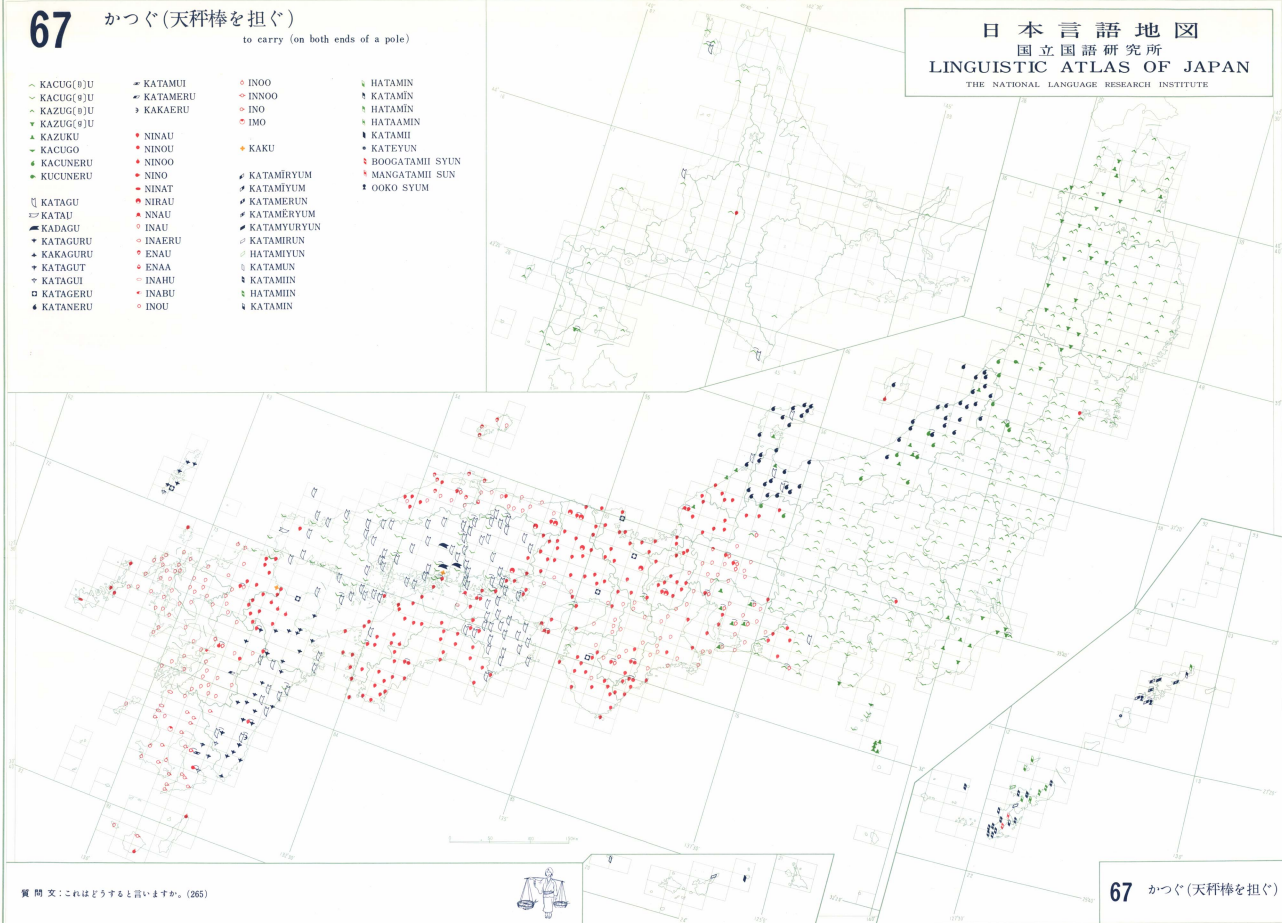 67
かつぐ(天秤棒を担ぐ)
to carry (on both ends of a pole)
日本言語地図
国立国語研究所
LINGUISTIC ATLAS OF JAPAN
THE NATIONAL LANGUAGE RESEARCH INSTITUTE
KACUG[ŋ]U
KACUG[g]U
KAZUG[ŋ]U
KAZUG[g]U
KAZUKU
KACUGO
KACUNERU
KUCUNERU
KATAGU
KATAU
KADAGU
KATAGURU
KAKAGURU
KATAGUT
KATAGUI
KATAGERU
KATANERU
KATAMUI
KATAMERU
KAKAERU
NINAU
NINOU
NINOO
NINO
NINAT
NIRAU
NNAU
INAU
INAERU
ENAU
ENAA
INAHU
INABU
INOU
INOO
INNOO
INO
IMO
KAKU
KATAMĪRYUM
KATAMĪYUM
KATAMERUN
KATAMĒRYUM
KATAMYURYUN
KATAMIRUN
HATAMIYUN
KATAMUN
KATAMIIN
HATAMIIN
KATAMIN
HATAMIN
KATAMĪN
HATAMĪN
HATAAMIN
KATAMII
KATEYUN
BOOGATAMII SYUN
MANGATAMII SUN
OOKO SYUM
質問文:これはどうすると言いますか。(265)
67
かつぐ(天秤棒を担ぐ)